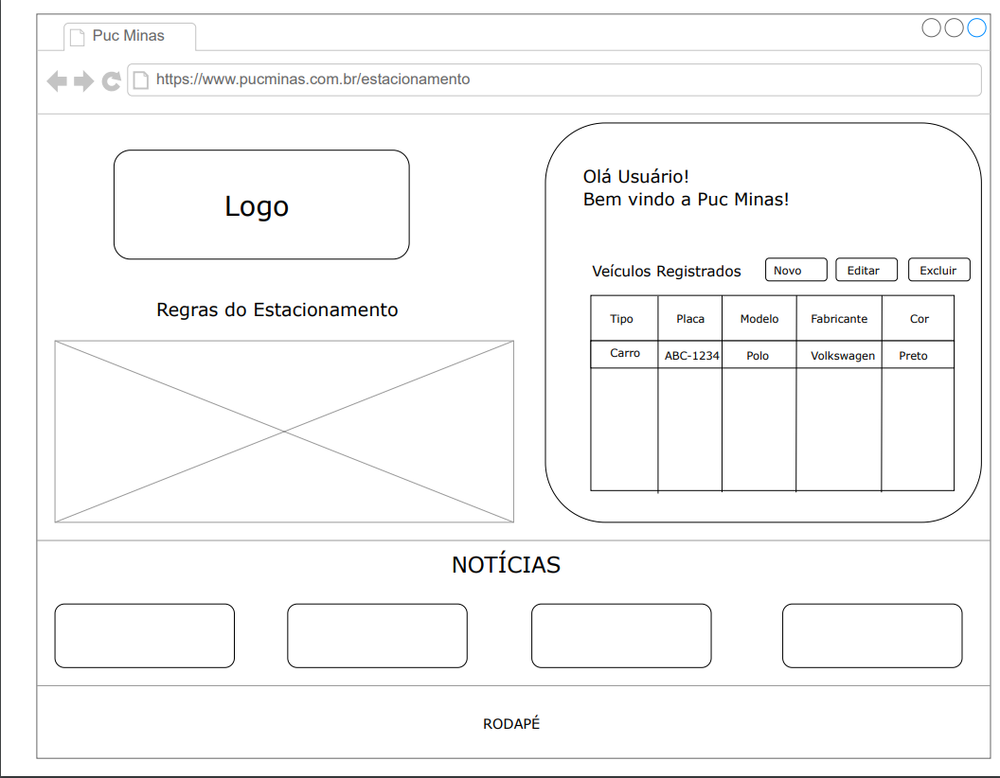 Puc Minas
https://www.pucminas.com.br/estacionamento
Logo
Regras do Estacionamento
Olá Usuário!
Bem vindo a Puc Minas!
Veículos Registrados
Novo
Editar
Excluir
Tipo Placa Modelo Fabricante Cor
Carro ABC-1234 Polo Volkswagen Preto
NOTÍCIAS
RODAPÉ